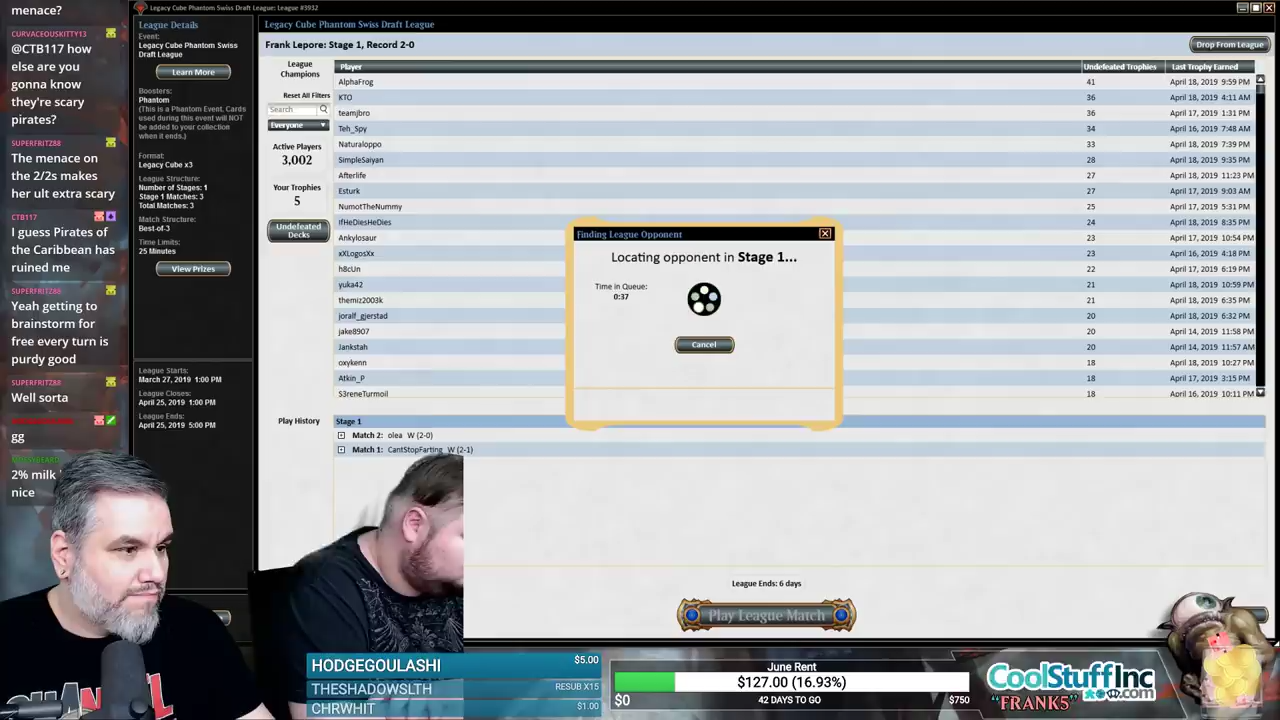 menace?
CURVACEOUSKITTY13
@CTB117 how
else are you
gonna know
they're scary
pirates?
SUPERFRITZ88
The menace on
the 2/2s makes
her ult extra scary
CTB117
I guess Pirates of
the Caribbean has
ruined me
SUPERFRITZ88
Yeah getting to
brainstorm for
free every turn is
purdy good
SUPERFRITZ88
Well sorta
gg
2% milk
nice
Legacy Cube Phantom Swiss Draft League: League #3932
League Details
Event:
Legacy Cube Phantom Swiss
Draft League
Learn More
Boosters:
Phantom
(This is a Phantom Event. Cards
used during this event will NOT
be added to your collection
when it ends.)
Format:
Legacy Cube x3
League Structure:
Number of Stages: 1
Stage 1 Matches: 3
Total Matches: 3
Match Structure:
Best-of-3
Time Limits:
25 Minutes
View Prizes
League Starts:
March 27, 2019 1:00 PM
League Closes:
April 25, 2019 1:00 PM
League Ends:
April 25, 2019 5:00 PM
Legacy Cube Phantom Swiss Draft League
Frank Lepore: Stage 1, Record 2-0
Drop From League
League
Champions
Reset All Filters
Search
Everyone
Active Players
3,002
Your Trophies
5
Undefeated
Decks
Player Undefeated Trophies Last Trophy Earned
AlphaFrog 41 April 18, 2019 9:59 PM
KTO 36 April 18, 2019 4:11 AM
teamjbro 36 April 17, 2019 1:31 PM
Teh_Spy 34 April 16, 2019 7:48 AM
Naturaloppo 33 April 18, 2019 7:39 PM
SimpleSaiyan 28 April 18, 2019 9:35 PM
Afterlife 27 April 18, 2019 11:23 PM
Esturk 27 April 17, 2019 9:03 AM
NumotTheNummy 25 April 17, 2019 5:31 PM
IfHeDiesHeDies 24 April 18, 2019 8:35 PM
Ankylosaur 23 April 17, 2019 10:54 PM
xXLogosXx 23 April 16, 2019 4:18 PM
h8cUn 22 April 17, 2019 6:19 PM
yuka42 21 April 18, 2019 10:59 PM
themiz2003k 21 April 18, 2019 6:35 PM
joralf_gjerstad 20 April 18, 2019 6:32 PM
jake8907 20 April 14, 2019 11:58 PM
Jankstah 20 April 14, 2019 11:57 AM
oxykenn 18 April 18, 2019 10:27 PM
Atkin_P 18 April 17, 2019 3:15 PM
S3reneTurmoil 18 April 16, 2019 10:11 PM
Finding League Opponent
Locating opponent in Stage 1...
Time in Queue:
0:37
Cancel
Play History
Stage 1
Match 2: olea W (2-0)
Match 1: CantStopFarting W (2-1)
League Ends: 6 days
Play League Match
HODGEGOULASHI $5.00
THESHADOWSLTH RESUB X15
CHRWHIT $1.00
June Rent
$127.00 (16.93%)
$0 42 DAYS TO GO $750
CoolStuffInc
.com
"FRANK5"